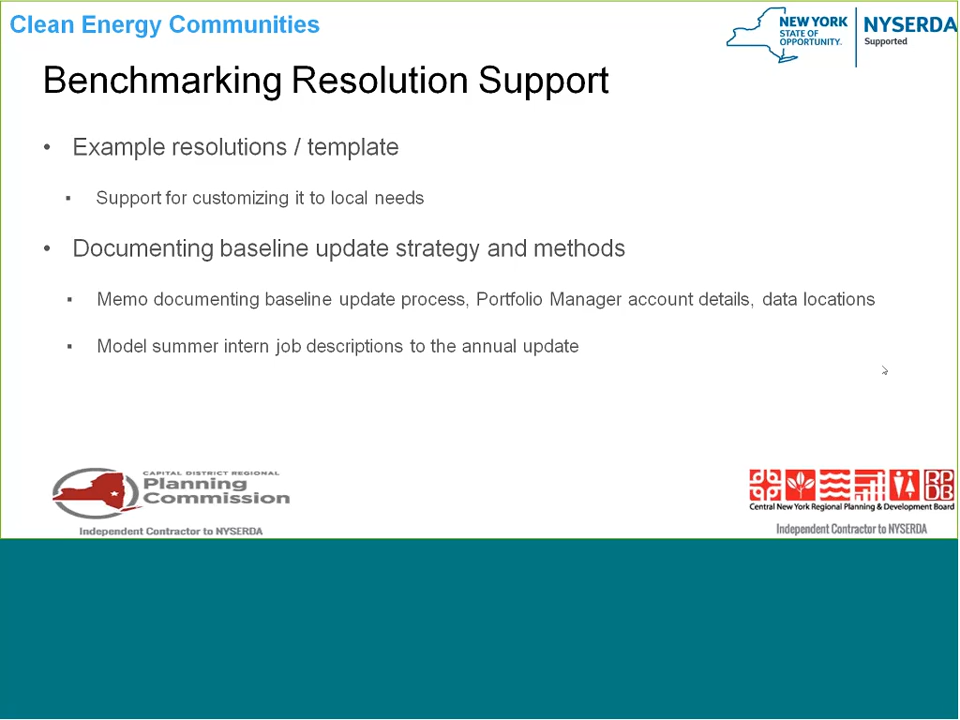 Clean Energy Communities
NEW YORK
STATE OF
OPPORTUNITY.
NYSERDA
Supported
Benchmarking Resolution Support
• Example resolutions / template
▪ Support for customizing it to local needs
• Documenting baseline update strategy and methods
▪ Memo documenting baseline update process, Portfolio Manager account details, data locations
▪ Model summer intern job descriptions to the annual update
CAPITAL DISTRICT REGIONAL
Planning
Commission
Independent Contractor to NYSERDA
RP
DB
Central New York Regional Planning & Development Board
Independent Contractor to NYSERDA